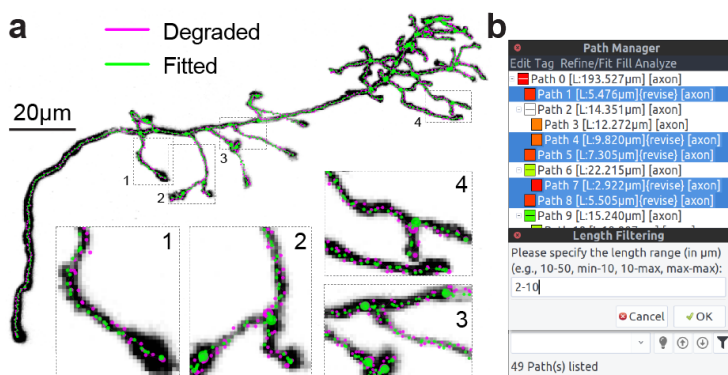 a
Degraded
Fitted
20μm
1
2
3
4
1
2
4
3
b
Path Manager
Edit Tag Refine/Fit Fill Analyze
Path 0 [L:193.527μm] [axon]
Path 1 [L:5.476μm]{revise} [axon]
Path 2 [L:14.351μm] [axon]
Path 3 [L:12.272μm] [axon]
Path 4 [L:9.820μm]{revise} [axon]
Path 5 [L:7.305μm]{revise} [axon]
Path 6 [L:22.215μm] [axon]
Path 7 [L:2.922μm]{revise} [axon]
Path 8 [L:5.505μm]{revise} [axon]
Path 9 [L:15.240μm] [axon]
Length Filtering
Please specify the length range (in μm)
(e.g., 10-50, min-10, 10-max, max-max):
2-10
Cancel
OK
49 Path(s) listed